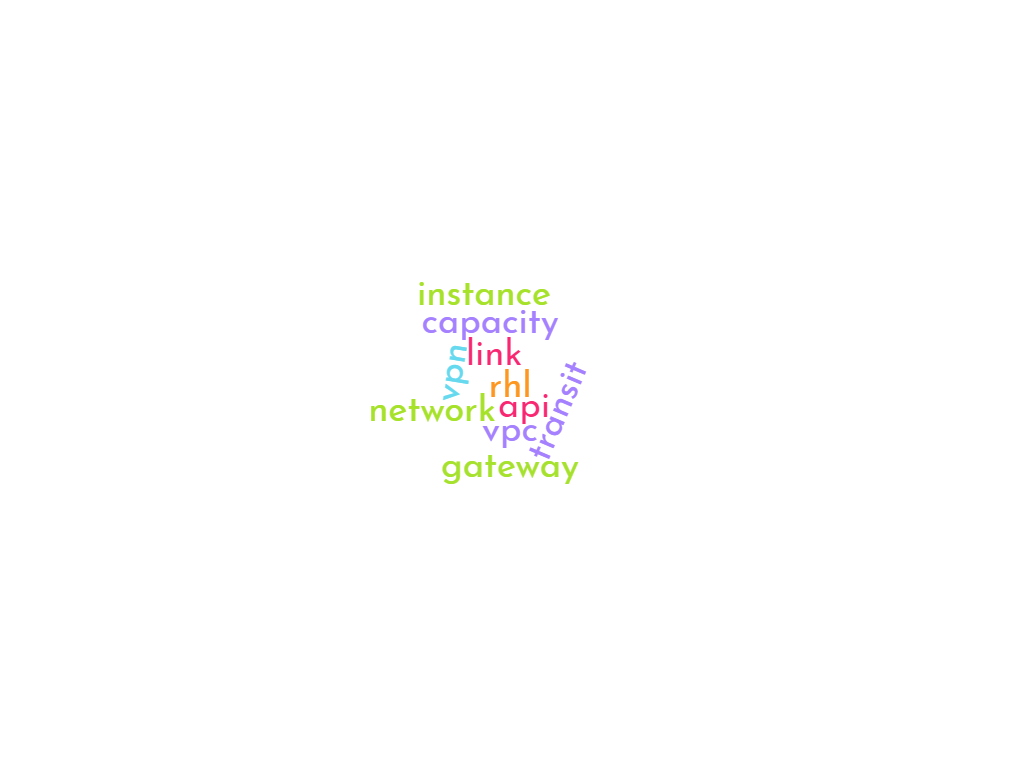 instance
capacity
link
vpn
rhl
transit
network
api
vpc
gateway